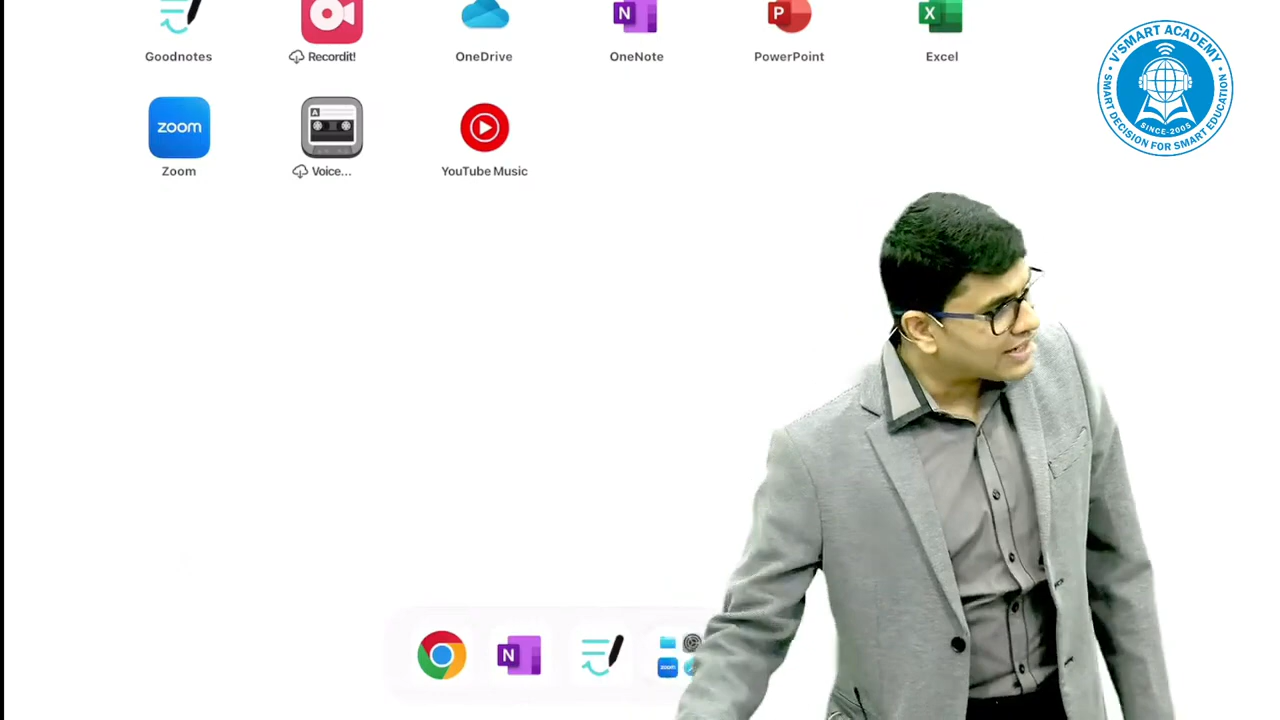 Goodnotes
Recordit!
OneDrive
N
OneNote
P
PowerPoint
X
Excel
V'SMART ACADEMY
SINCE-2005
SMART DECISION FOR SMART EDUCATION
zoom
Zoom
A
Voice...
YouTube Music
N
zoom